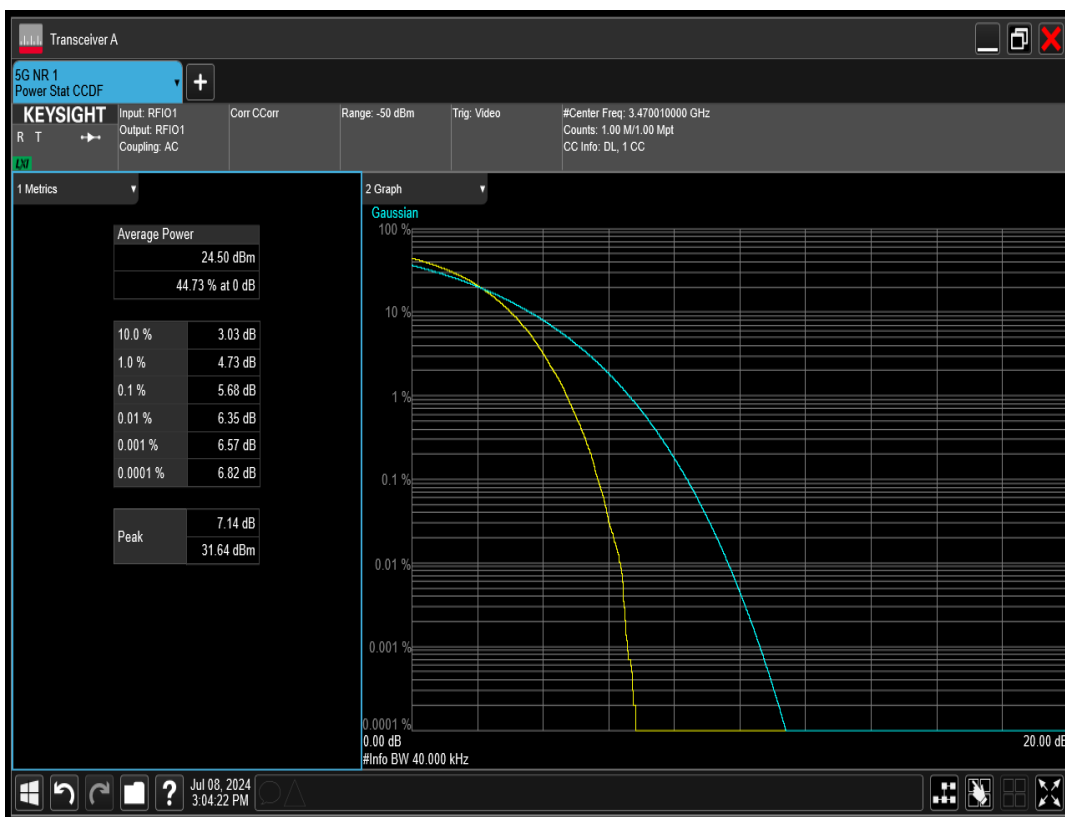 Transceiver A
5G NR 1
Power Stat CCDF
+
KEYSIGHT
R T
LXI
Input: RFIO1
Output: RFIO1
Coupling: AC
Corr CCorr
Range: -50 dBm
Trig: Video
#Center Freq: 3.470010000 GHz
Counts: 1.00 M/1.00 Mpt
CC Info: DL, 1 CC
1 Metrics
Average Power
24.50 dBm
44.73 % at 0 dB
10.0 % 3.03 dB
1.0 % 4.73 dB
0.1 % 5.68 dB
0.01 % 6.35 dB
0.001 % 6.57 dB
0.0001 % 6.82 dB
Peak
7.14 dB
31.64 dBm
2 Graph
Gaussian
100 %
10 %
1 %
0.1 %
0.01 %
0.001 %
0.0001 %
0.00 dB 20.00 dB
#Info BW 40.000 kHz
?
Jul 08, 2024
3:04:22 PM